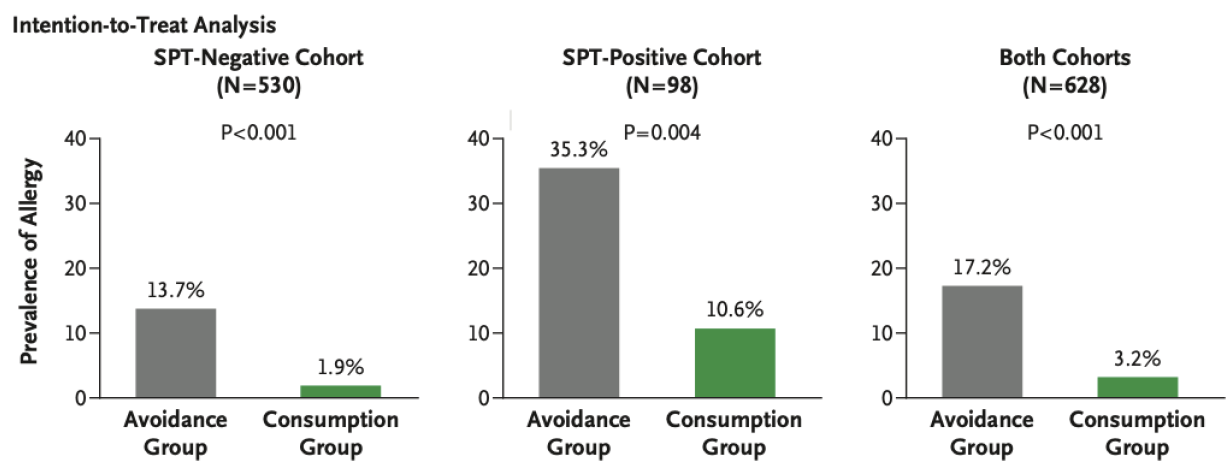 Intention-to-Treat Analysis
SPT-Negative Cohort
(N=530)
P<0.001
Prevalence of Allergy
40
30
20
10
0
13.7%
1.9%
Avoidance Group
Consumption Group
SPT-Positive Cohort
(N=98)
P=0.004
40
30
20
10
0
35.3%
10.6%
Avoidance Group
Consumption Group
Both Cohorts
(N=628)
P<0.001
40
30
20
10
0
17.2%
3.2%
Avoidance Group
Consumption Group